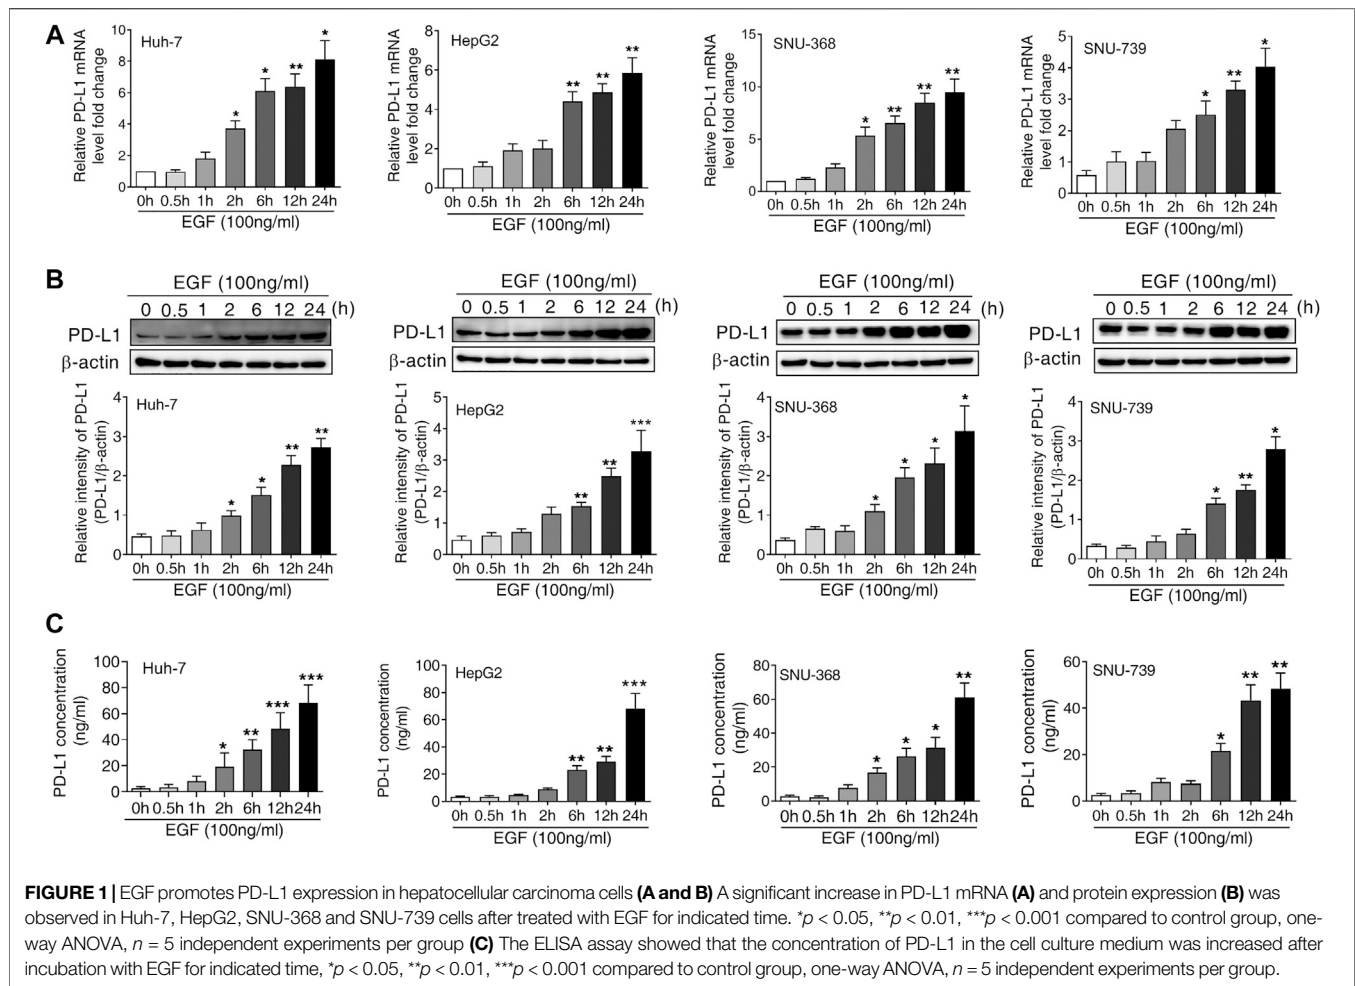 A
Relative PD-L1 mRNA
level fold change
10
8
6
4
2
0
Huh-7
*
*
**
*
0h 0.5h 1h 2h 6h 12h 24h
EGF (100ng/ml)
Relative PD-L1 mRNA
level fold change
8
6
4
2
0
HepG2
**
**
**
0h 0.5h 1h 2h 6h 12h 24h
EGF (100ng/ml)
Relative PD-L1 mRNA
level fold change
15
10
5
0
SNU-368
*
**
**
**
0h 0.5h 1h 2h 6h 12h 24h
EGF (100ng/ml)
Relative PD-L1 mRNA
level fold change
5
4
3
2
1
0
SNU-739
*
**
*
0h 0.5h 1h 2h 6h 12h 24h
EGF (100ng/ml)
B
EGF (100ng/ml)
0 0.5 1 2 6 12 24 (h)
PD-L1
β-actin
Relative intensity of PD-L1
(PD-L1/β-actin)
4
3
2
1
0
Huh-7
*
*
**
**
0h 0.5h 1h 2h 6h 12h 24h
EGF (100ng/ml)
EGF (100ng/ml)
0 0.5 1 2 6 12 24 (h)
PD-L1
β-actin
Relative intensity of PD-L1
(PD-L1/β-actin)
5
4
3
2
1
0
HepG2
**
**
***
0h 0.5h 1h 2h 6h 12h 24h
EGF (100ng/ml)
EGF (100ng/ml)
0 0.5 1 2 6 12 24 (h)
PD-L1
β-actin
Relative intensity of PD-L1
(PD-L1/β-actin)
4
3
2
1
0
SNU-368
*
*
*
*
0h 0.5h 1h 2h 6h 12h 24h
EGF (100ng/ml)
EGF (100ng/ml)
0 0.5 1 2 6 12 24 (h)
PD-L1
β-actin
Relative intensity of PD-L1
(PD-L1/β-actin)
4
3
2
1
0
SNU-739
*
**
*
0h 0.5h 1h 2h 6h 12h 24h
EGF (100ng/ml)
C
PD-L1 concentration
(ng/ml)
100
80
60
40
20
0
Huh-7
*
**
***
***
0h 0.5h 1h 2h 6h 12h 24h
EGF (100ng/ml)
PD-L1 concentration
(ng/ml)
100
80
60
40
20
0
HepG2
**
**
***
0h 0.5h 1h 2h 6h 12h 24h
EGF (100ng/ml)
PD-L1 concentration
(ng/ml)
80
60
40
20
0
SNU-368
*
*
*
**
0h 0.5h 1h 2h 6h 12h 24h
EGF (100ng/ml)
PD-L1 concentration
(ng/ml)
60
40
20
0
SNU-739
*
**
**
0h 0.5h 1h 2h 6h 12h 24h
EGF (100ng/ml)
FIGURE 1 | EGF promotes PD-L1 expression in hepatocellular carcinoma cells (A and B) A significant increase in PD-L1 mRNA (A) and protein expression (B) was
observed in Huh-7, HepG2, SNU-368 and SNU-739 cells after treated with EGF for indicated time. *p < 0.05, **p < 0.01, ***p < 0.001 compared to control group, one-
way ANOVA, n = 5 independent experiments per group (C) The ELISA assay showed that the concentration of PD-L1 in the cell culture medium was increased after
incubation with EGF for indicated time, *p < 0.05, **p < 0.01, ***p < 0.001 compared to control group, one-way ANOVA, n = 5 independent experiments per group.